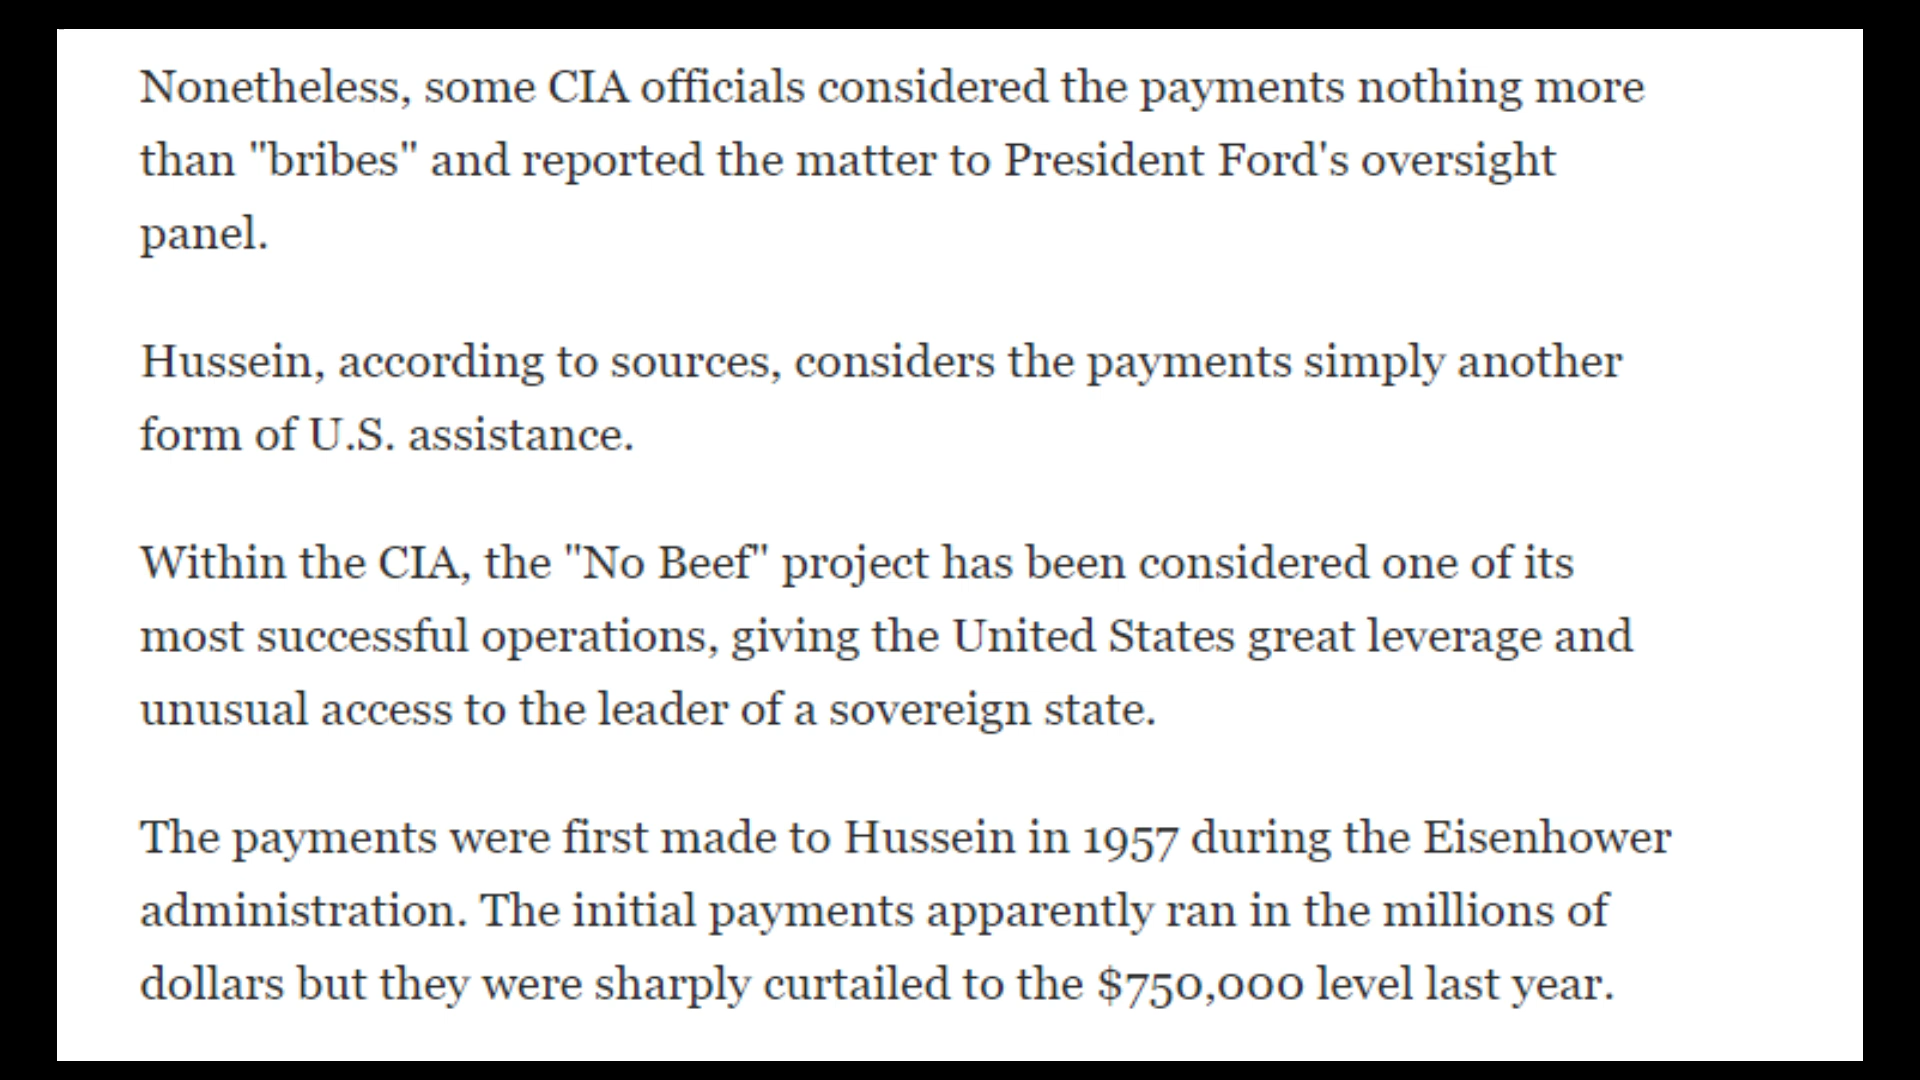 Nonetheless, some CIA officials considered the payments nothing more
than "bribes" and reported the matter to President Ford's oversight
panel.
Hussein, according to sources, considers the payments simply another
form of U.S. assistance.
Within the CIA, the "No Beef" project has been considered one of its
most successful operations, giving the United States great leverage and
unusual access to the leader of a sovereign state.
The payments were first made to Hussein in 1957 during the Eisenhower
administration. The initial payments apparently ran in the millions of
dollars but they were sharply curtailed to the $750,000 level last year.